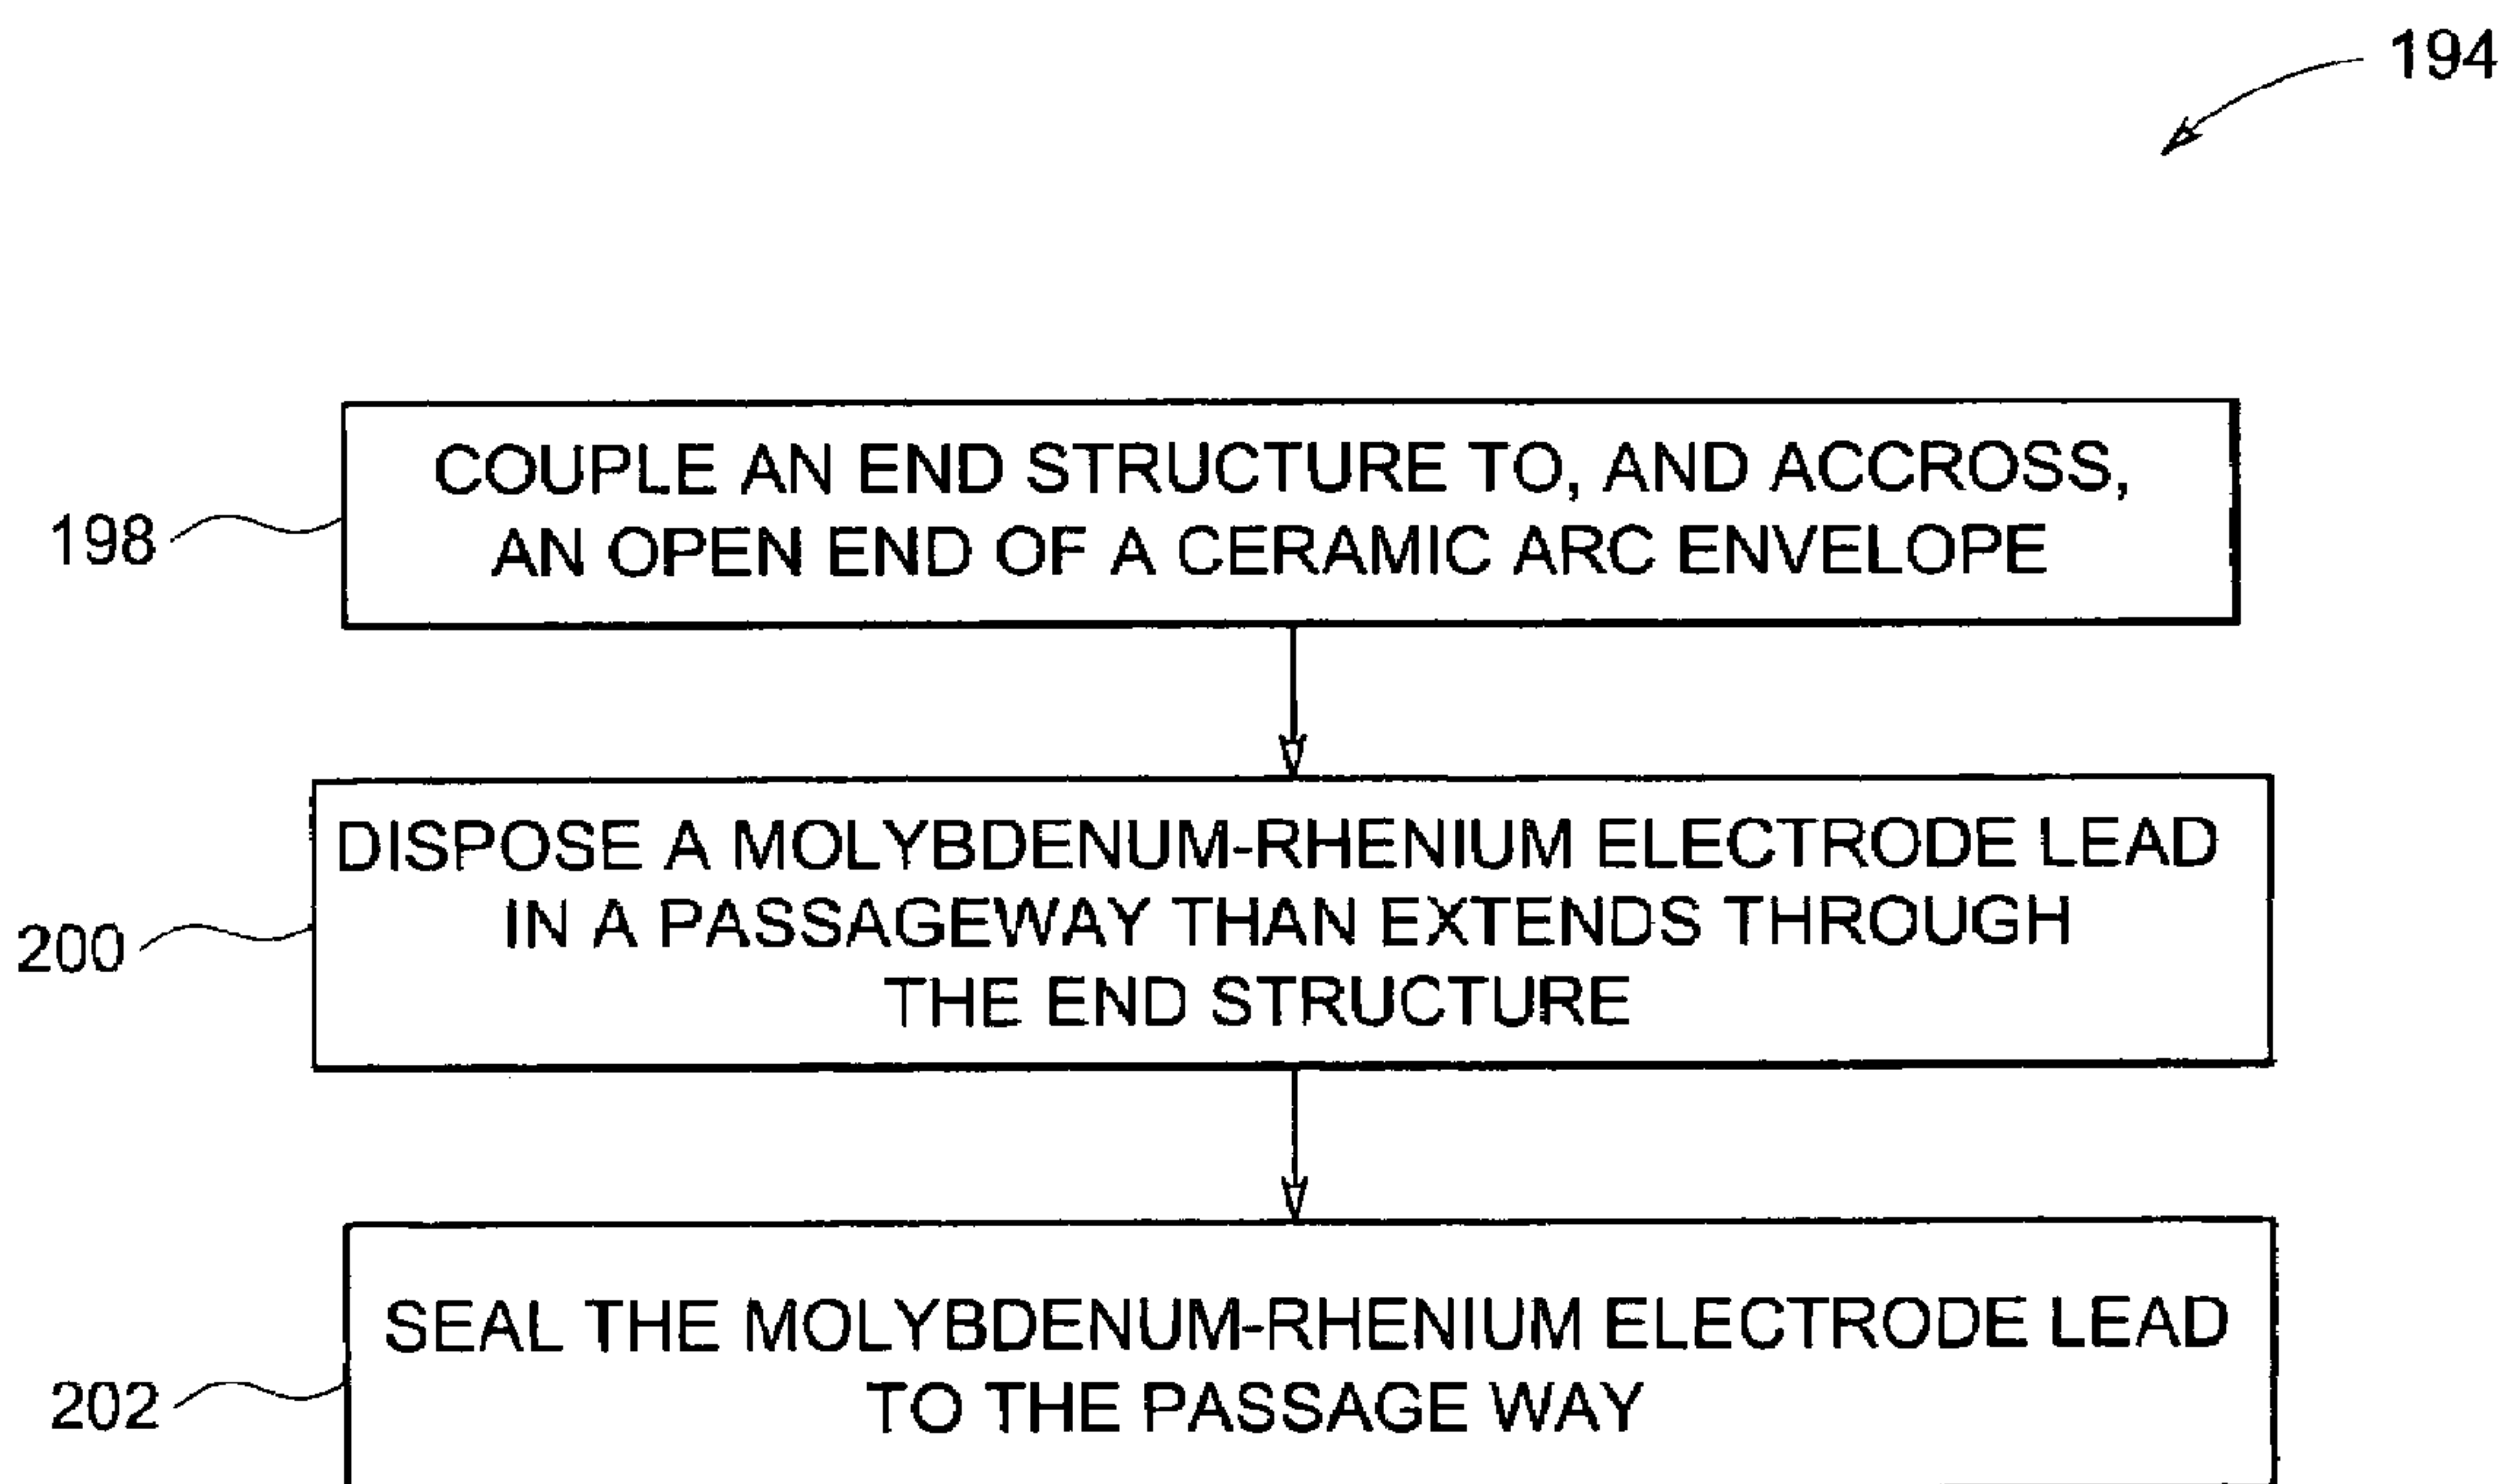 194
COUPLE AN END STRUCTURE TO, AND ACCROSS,
AN OPEN END OF A CERAMIC ARC ENVELOPE
198
DISPOSE A MOLYBDENUM-RHENIUM ELECTRODE LEAD
IN A PASSAGEWAY THAN EXTENDS THROUGH
THE END STRUCTURE
200
SEAL THE MOLYBDENUM-RHENIUM ELECTRODE LEAD
TO THE PASSAGE WAY
202